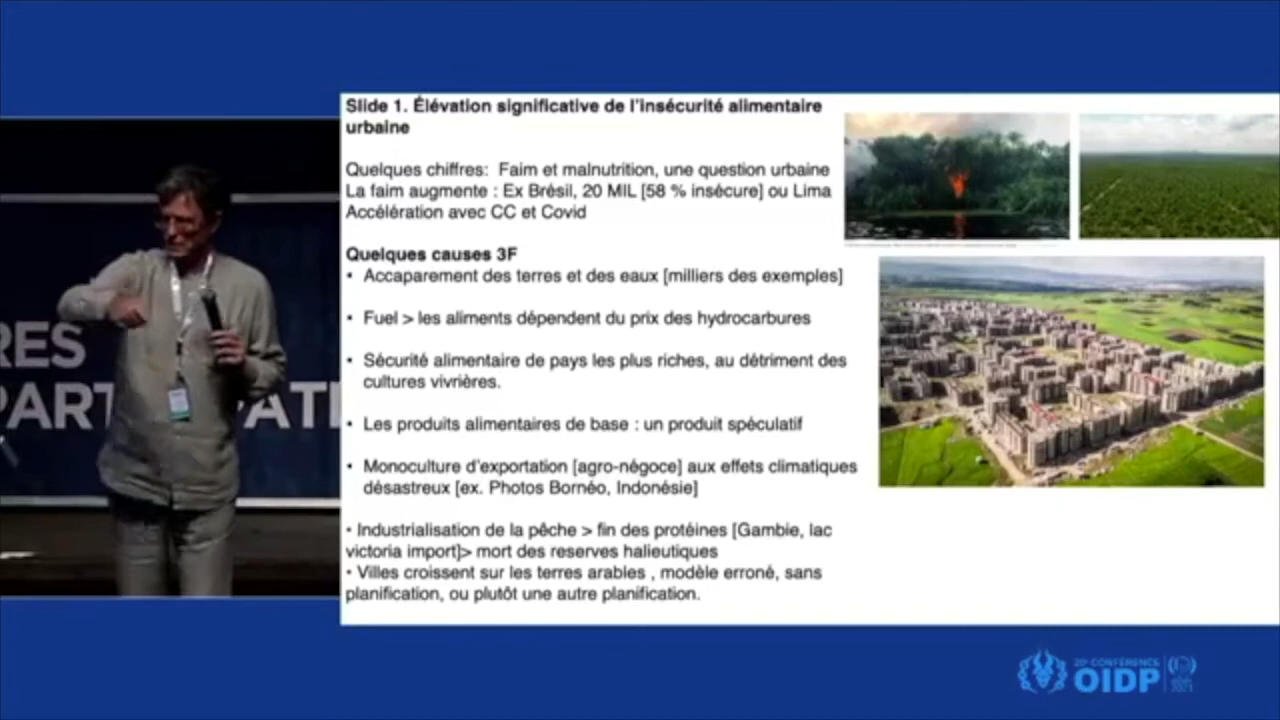 Slide 1. Élévation significative de l'insécurité alimentaire
urbaine
Quelques chiffres: Faim et malnutrition, une question urbaine
La faim augmente : Ex Brésil, 20 MIL [58 % insécure] ou Lima
Accélération avec CC et Covid
Quelques causes 3F
• Accaparement des terres et des eaux [milliers des exemples]
• Fuel > les aliments dépendent du prix des hydrocarbures
• Sécurité alimentaire de pays les plus riches, au détriment des
cultures vivrières.
• Les produits alimentaires de base : un produit spéculatif
• Monoculture d'exportation [agro-négoce] aux effets climatiques
désastreux [ex. Photos Bornéo, Indonésie]
• Industrialisation de la pêche > fin des protéines [Gambie, lac
victoria import]> mort des reserves halieutiques
• Villes croissent sur les terres arables , modèle erroné, sans
planification, ou plutôt une autre planification.
RES
PART ATI
20e CONFÉRENCE
OIDP